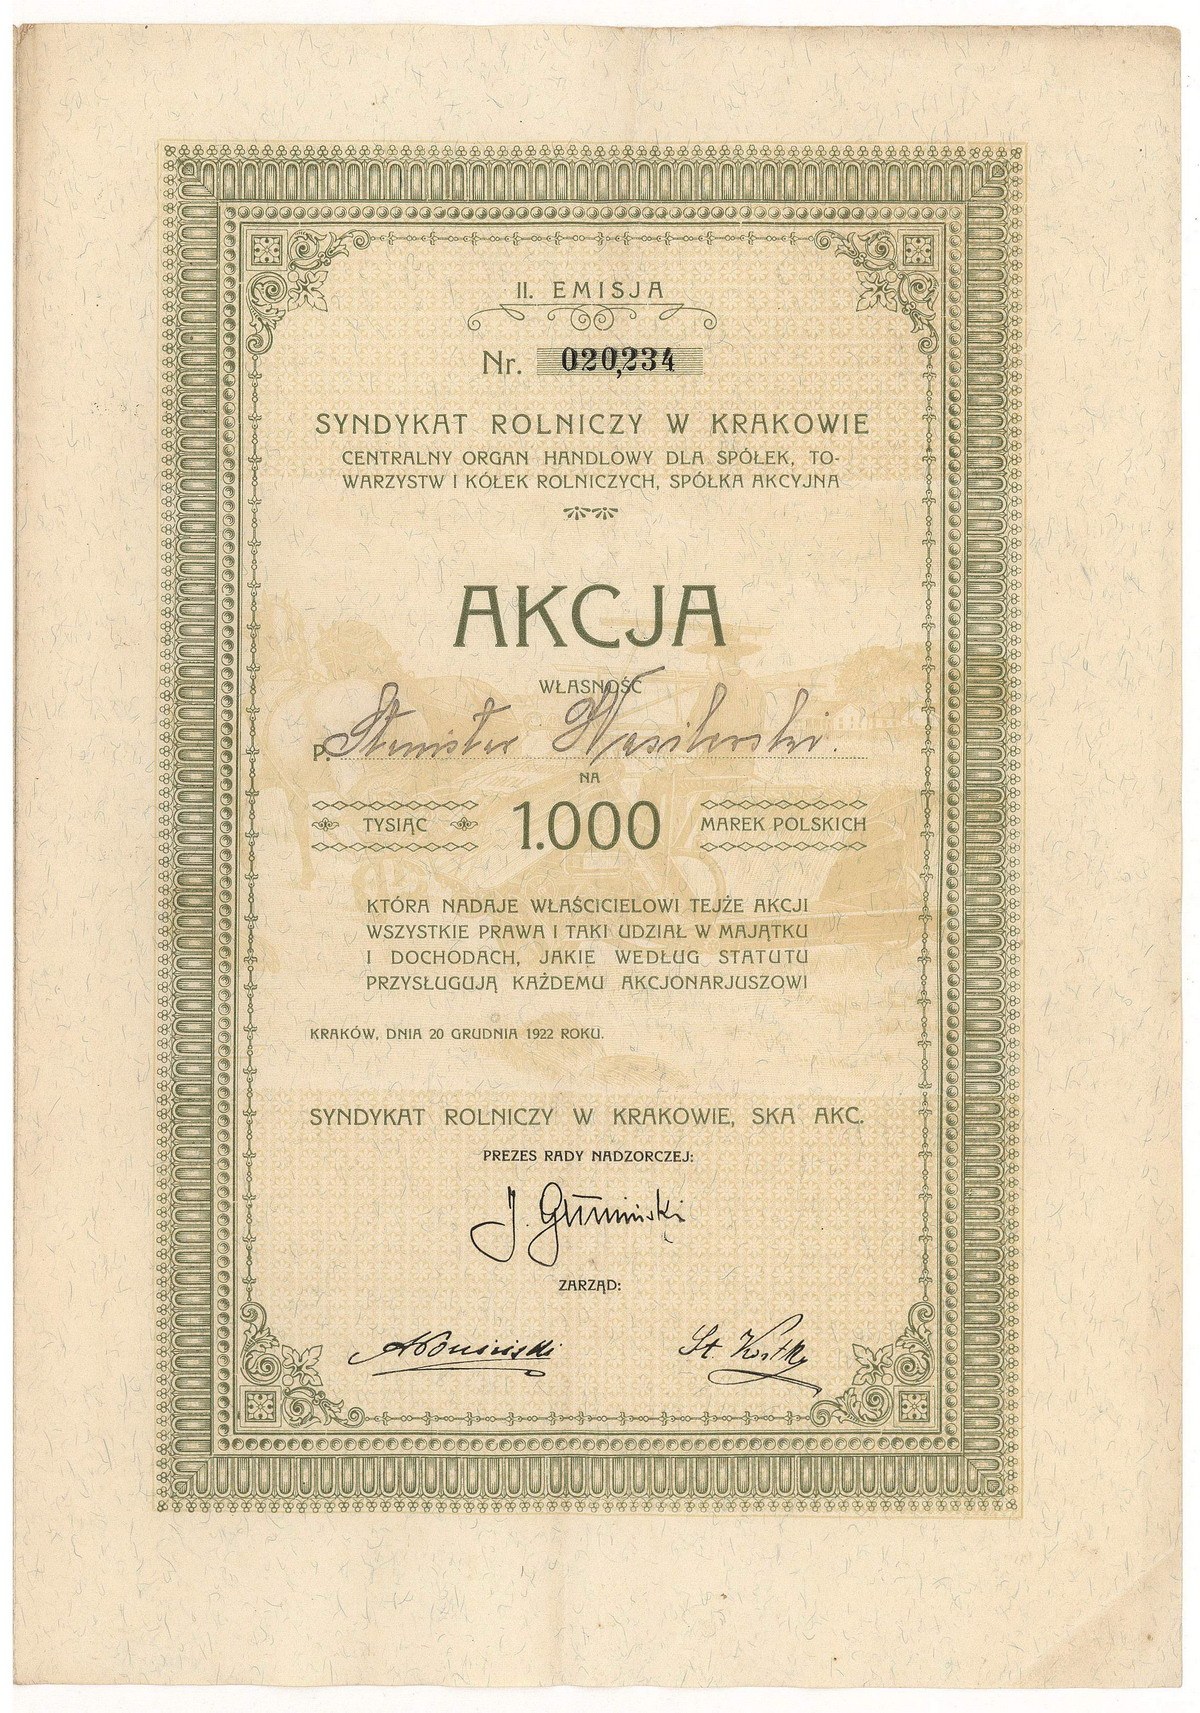 II. EMISJA
Nr. 020,234
SYNDYKAT ROLNICZY W KRAKOWIE
CENTRALNY ORGAN HANDLOWY DLA SPÓŁEK, TO-
WARZYSTW I KÓŁEK ROLNICZYCH, SPÓŁKA AKCYJNA
AKCJA
WŁASNOŚĆ
P.
NA
TYSIĄC 1.000 MAREK POLSKICH
KTÓRA NADAJE WŁAŚCICIELOWI TEJŻE AKCJI
WSZYSTKIE PRAWA I TAKI UDZIAŁ W MAJĄTKU
I DOCHODACH, JAKIE WEDŁUG STATUTU
PRZYSŁUGUJĄ KAŻDEMU AKCJONARJUSZOWI
KRAKÓW, DNIA 20 GRUDNIA 1922 ROKU.
SYNDYKAT ROLNICZY W KRAKOWIE, SKA AKC.
PREZES RADY NADZORCZEJ:
J.
ZARZĄD:
St.